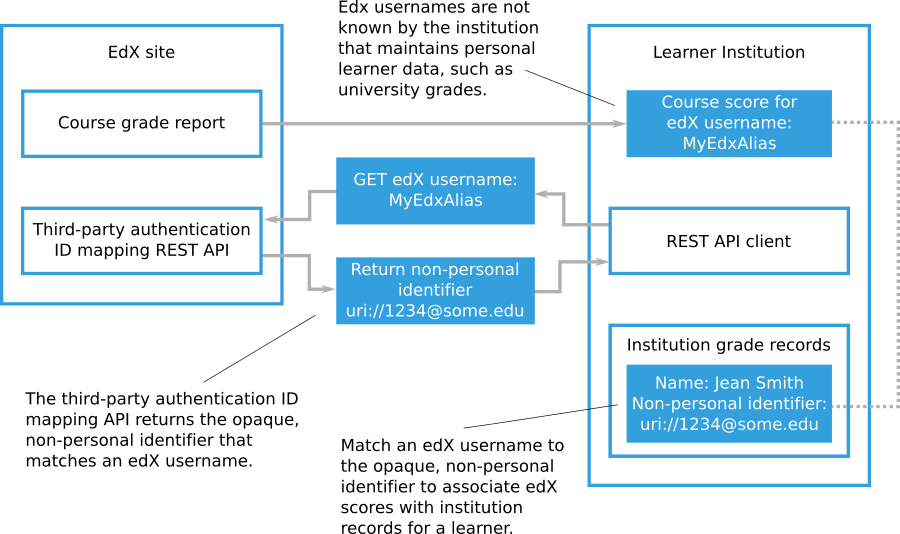 Edx usernames are not
known by the institution
that maintains personal
learner data, such as
university grades.
EdX site
Learner Institution
Course grade report
Course score for
edX username:
MyEdxAlias
GET edX username:
MyEdxAlias
Third-party authentication
ID mapping REST API
REST API client
Return non-personal
identifier
uri://1234@some.edu
Institution grade records
Name: Jean Smith
Non-personal identifier:
uri://1234@some.edu
The third-party authentication ID
mapping API returns the opaque,
non-personal identifier that
matches an edX username.
Match an edX username to
the opaque, non-personal
identifier to associate edX
scores with institution
records for a learner.